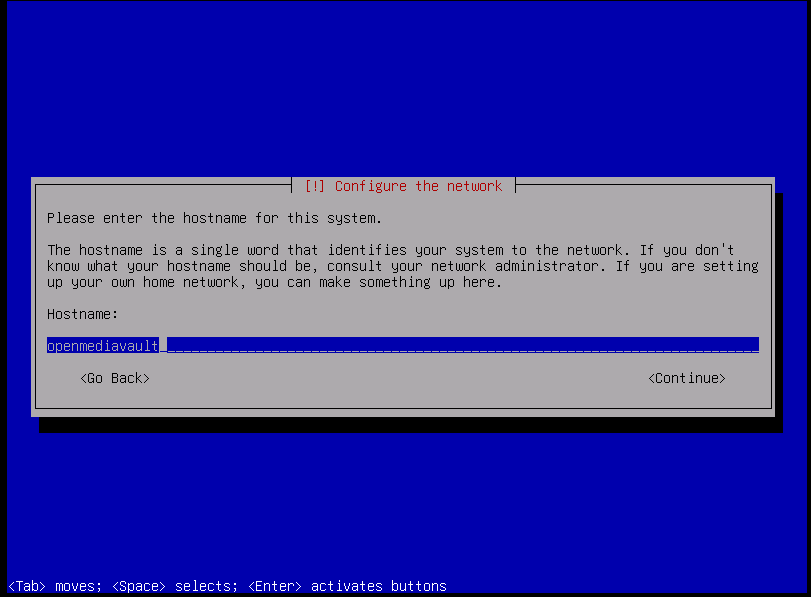 [!] Configure the network
Please enter the hostname for this system.
The hostname is a single word that identifies your system to the network. If you don't
know what your hostname should be, consult your network administrator. If you are setting
up your own home network, you can make something up here.
Hostname:
openmediavault
<Go Back> <Continue>
<Tab> moves; <Space> selects; <Enter> activates buttons